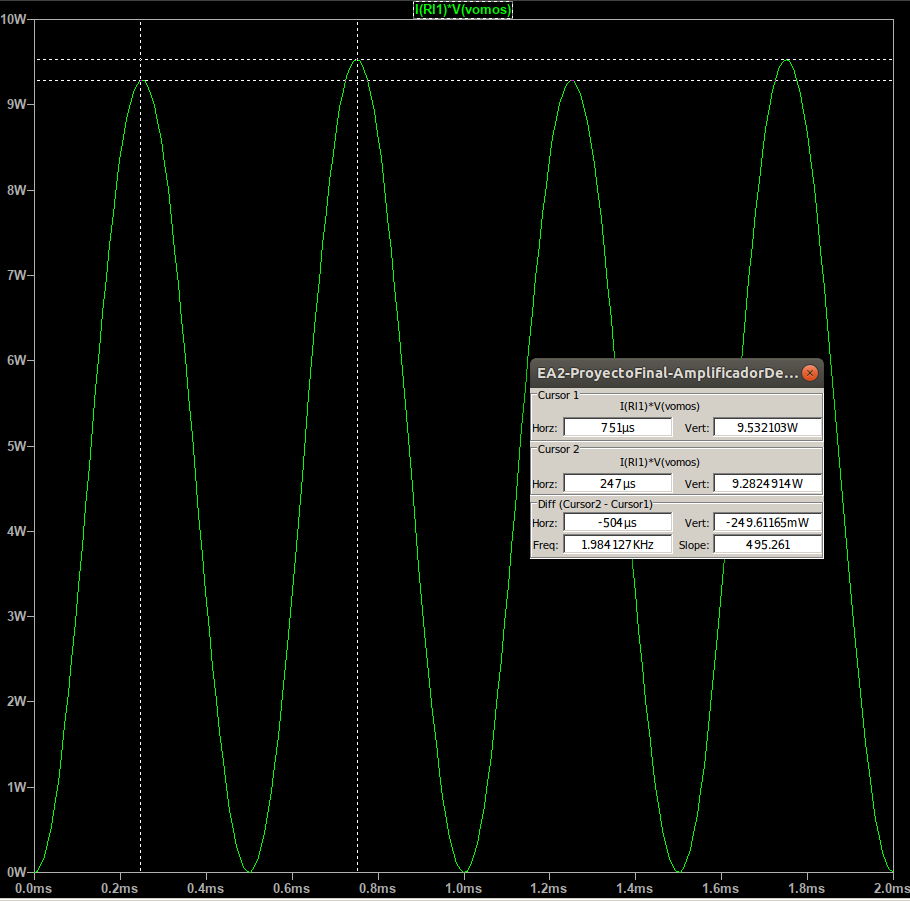 I(Rl1)*V(vomos)
10W
9W
8W
7W
6W
5W
4W
3W
2W
1W
0W
0.0ms 0.2ms 0.4ms 0.6ms 0.8ms 1.0ms 1.2ms 1.4ms 1.6ms 1.8ms 2.0ms
EA2-ProyectoFinal-AmplificadorDe...
Cursor 1
I(Rl1)*V(vomos)
Horz: 751µs Vert: 9.532103W
Cursor 2
I(Rl1)*V(vomos)
Horz: 247µs Vert: 9.2824914W
Diff (Cursor2 - Cursor1)
Horz: -504µs Vert: -249.61165mW
Freq: 1.984127KHz Slope: 495.261